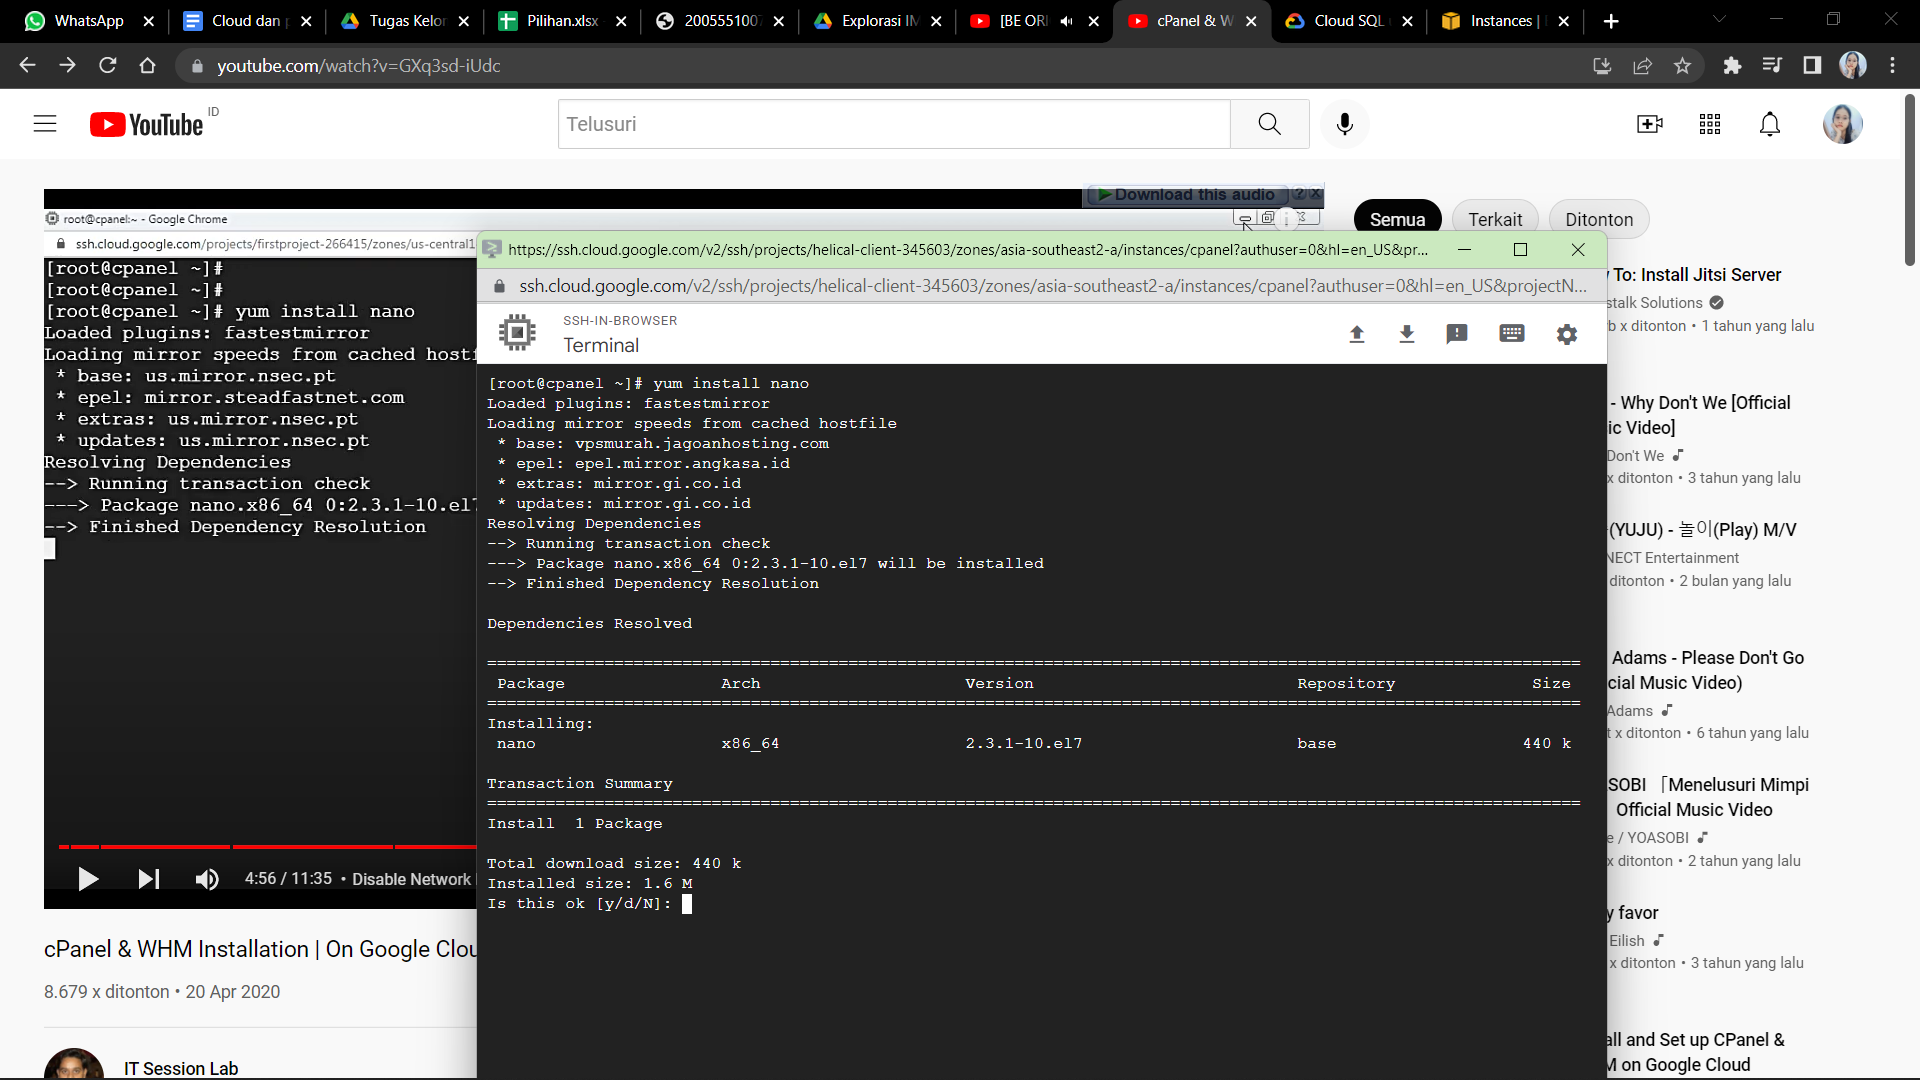 WhatsApp
Cloud dan
Tugas Kelor
Pilihan.xlsx
200555100
Explorasi IM
[BE OR
cPanel & W
Cloud SQL
Instances |
youtube.com/watch?v=GXq3sd-iUdc
YouTube ID
Telusuri
Download this audio
root@cpanel:~ - Google Chrome
ssh.cloud.google.com/projects/firstproject-266415/zones/us-central1
[root@cpanel ~]#
[root@cpanel ~]#
[root@cpanel ~]# yum install nano
Loaded plugins: fastestmirror
Loading mirror speeds from cached hostf
* base: us.mirror.nsec.pt
* epel: mirror.steadfastnet.com
* extras: us.mirror.nsec.pt
* updates: us.mirror.nsec.pt
Resolving Dependencies
--> Running transaction check
---> Package nano.x86_64 0:2.3.1-10.el7
--> Finished Dependency Resolution
4:56 / 11:35 • Disable Network
cPanel & WHM Installation | On Google Clou
8.679 x ditonton • 20 Apr 2020
IT Session Lab
https://ssh.cloud.google.com/v2/ssh/projects/helical-client-345603/zones/asia-southeast2-a/instances/cpanel?authuser=0&hl=en_US&pr...
ssh.cloud.google.com/v2/ssh/projects/helical-client-345603/zones/asia-southeast2-a/instances/cpanel?authuser=0&hl=en_US&projectN...
SSH-IN-BROWSER
Terminal
[root@cpanel ~]# yum install nano
Loaded plugins: fastestmirror
Loading mirror speeds from cached hostfile
* base: vpsmurah.jagoanhosting.com
* epel: epel.mirror.angkasa.id
* extras: mirror.gi.co.id
* updates: mirror.gi.co.id
Resolving Dependencies
--> Running transaction check
---> Package nano.x86_64 0:2.3.1-10.el7 will be installed
--> Finished Dependency Resolution
Dependencies Resolved
================================================================================
Package Arch Version Repository Size
================================================================================
Installing:
nano x86_64 2.3.1-10.el7 base 440 k
Transaction Summary
================================================================================
Install 1 Package
Total download size: 440 k
Installed size: 1.6 M
Is this ok [y/d/N]:
Semua Terkait Ditonton
To: Install Jitsi Server
stalk Solutions
b x ditonton • 1 tahun yang lalu
- Why Don't We [Official
ic Video]
Don't We
x ditonton • 3 tahun yang lalu
(YUJU) - 놀이(Play) M/V
NECT Entertainment
ditonton • 2 bulan yang lalu
Adams - Please Don't Go
cial Music Video)
Adams
t x ditonton • 6 tahun yang lalu
SOBI 「Menelusuri Mimpi
Official Music Video
e / YOASOBI
x ditonton • 2 tahun yang lalu
y favor
Eilish
x ditonton • 3 tahun yang lalu
all and Set up CPanel &
M on Google Cloud